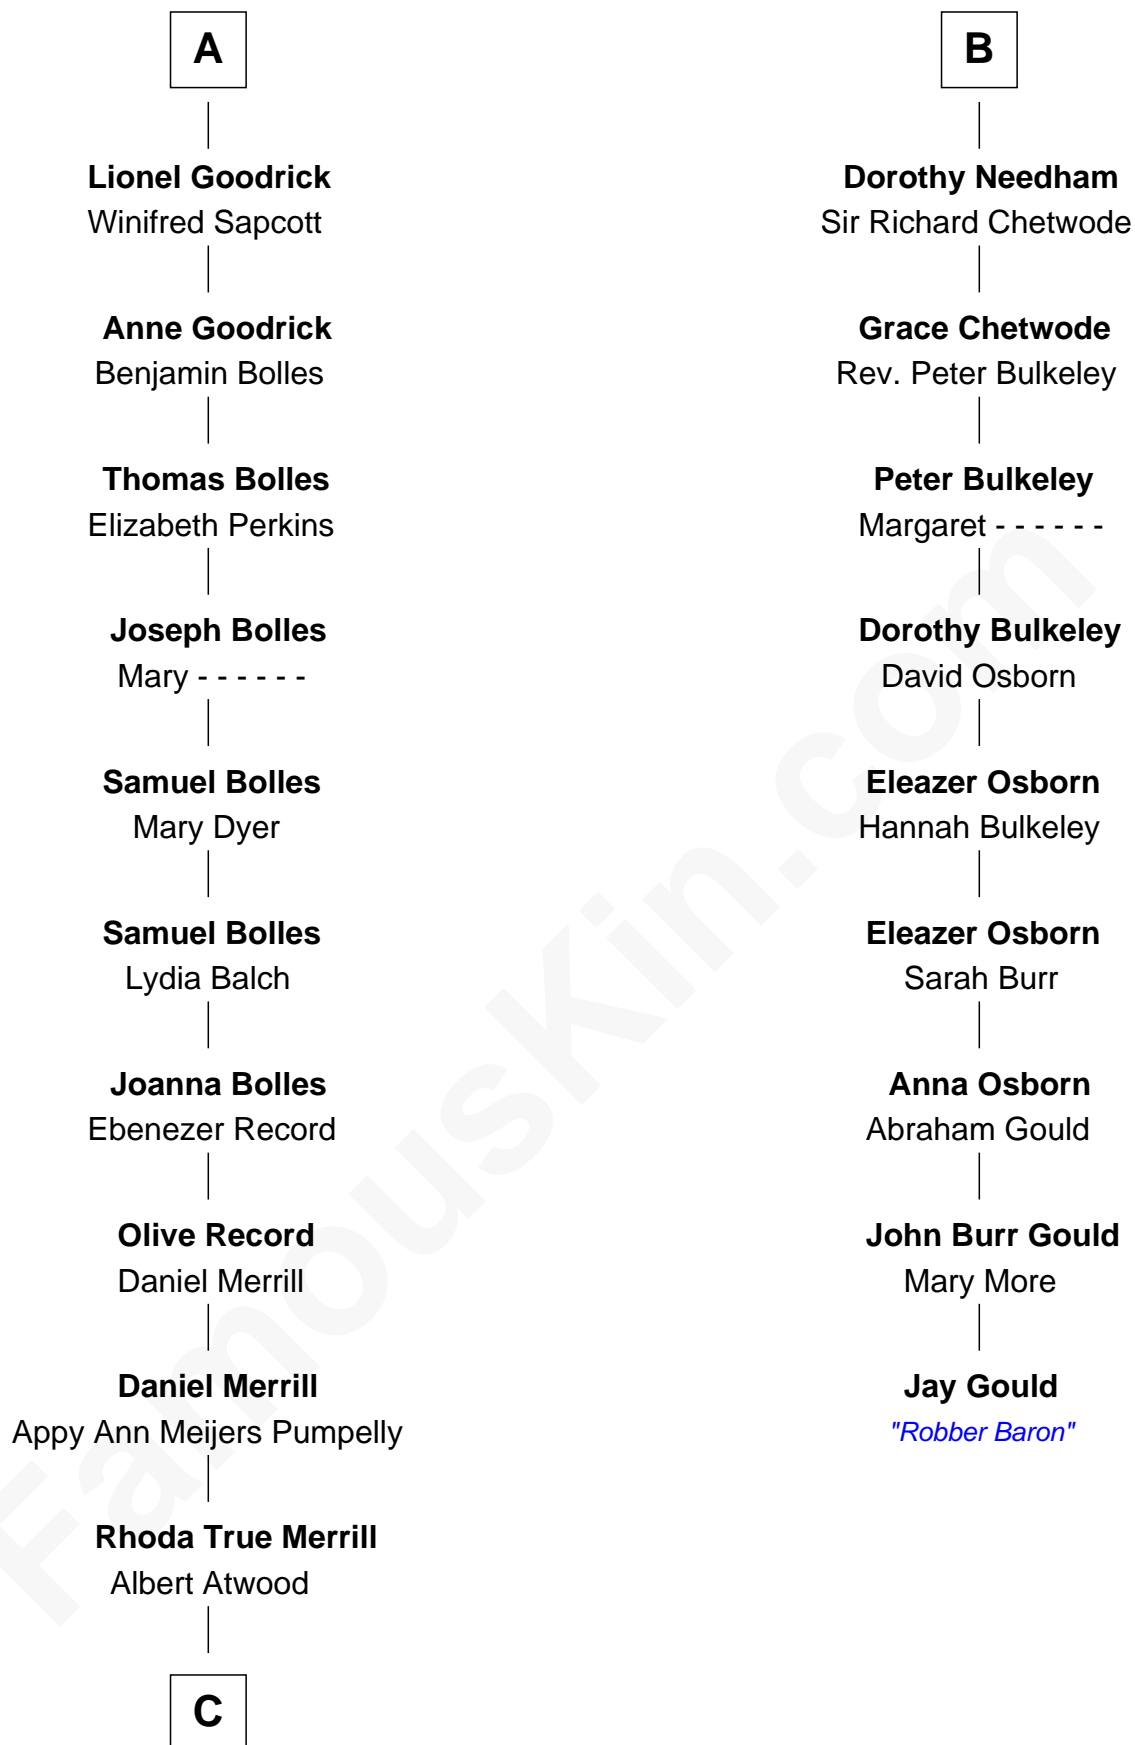 A
Lionel Goodrick
Winifred Sapcott
Anne Goodrick
Benjamin Bolles
Thomas Bolles
Elizabeth Perkins
Joseph Bolles
Mary - - - - - -
Samuel Bolles
Mary Dyer
Samuel Bolles
Lydia Balch
Joanna Bolles
Ebenezer Record
Olive Record
Daniel Merrill
Daniel Merrill
Appy Ann Meijers Pumpelly
Rhoda True Merrill
Albert Atwood
C
B
Dorothy Needham
Sir Richard Chetwode
Grace Chetwode
Rev. Peter Bulkeley
Peter Bulkeley
Margaret - - - - - -
Dorothy Bulkeley
David Osborn
Eleazer Osborn
Hannah Bulkeley
Eleazer Osborn
Sarah Burr
Anna Osborn
Abraham Gould
John Burr Gould
Mary More
Jay Gould
"Robber Baron"
FamousKin.com